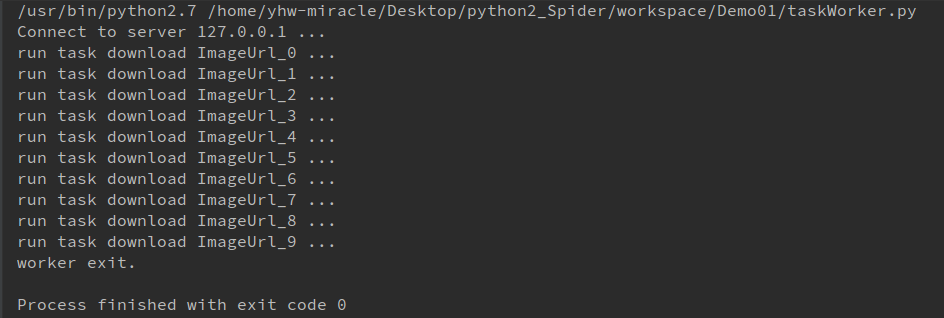 /usr/bin/python2.7 /home/yhw-miracle/Desktop/python2_Spider/workspace/Demo01/taskWorker.py
Connect to server 127.0.0.1 ...
run task download ImageUrl_0 ...
run task download ImageUrl_1 ...
run task download ImageUrl_2 ...
run task download ImageUrl_3 ...
run task download ImageUrl_4 ...
run task download ImageUrl_5 ...
run task download ImageUrl_6 ...
run task download ImageUrl_7 ...
run task download ImageUrl_8 ...
run task download ImageUrl_9 ...
worker exit.
Process finished with exit code 0